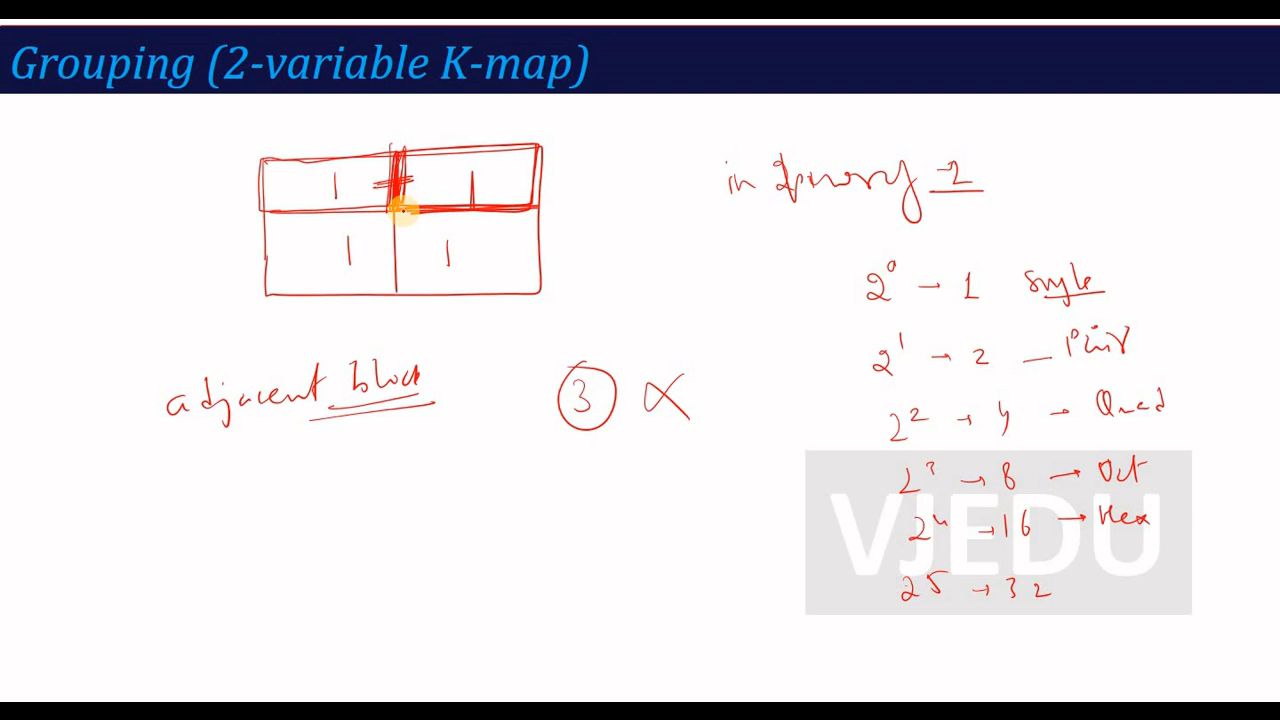 Grouping (2-variable K-map)
1 1
1 1
in 2
2⁰ → 1 Single
2¹ → 2 — Pair
2² → 4 → Quad
2³ → 8 → Oct
2⁴ → 16 → Hex
2⁵ → 32
adjacent block
3 X
VJEDU